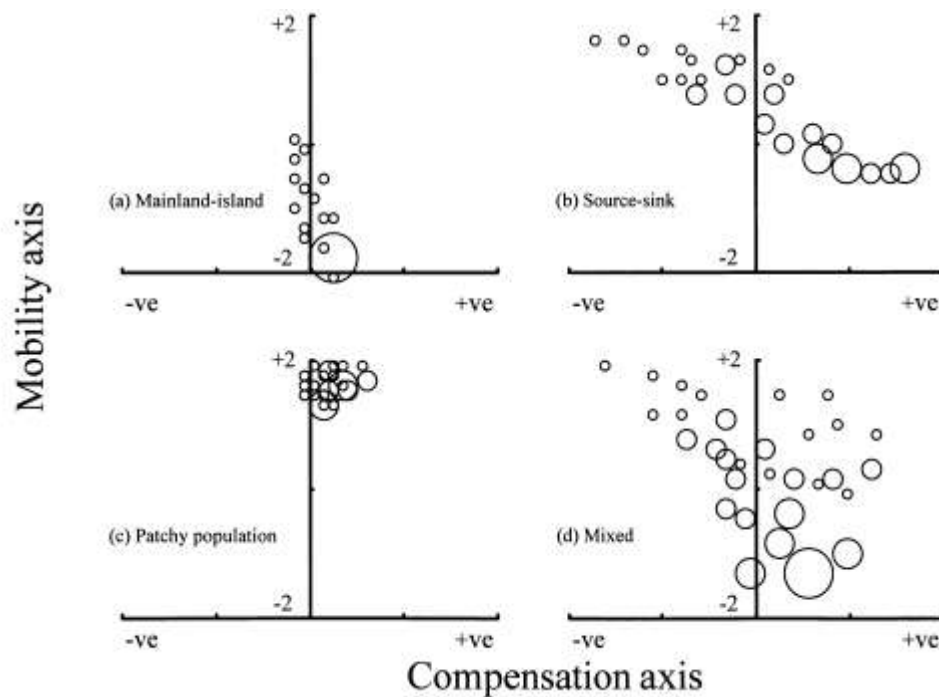 +2
+2
(a) Mainland-island
(b) Source-sink
-2
-2
-ve
+ve
-ve
+ve
Mobility axis
+2
+2
(c) Patchy population
(d) Mixed
-2
-2
-ve
+ve
-ve
+ve
Compensation axis